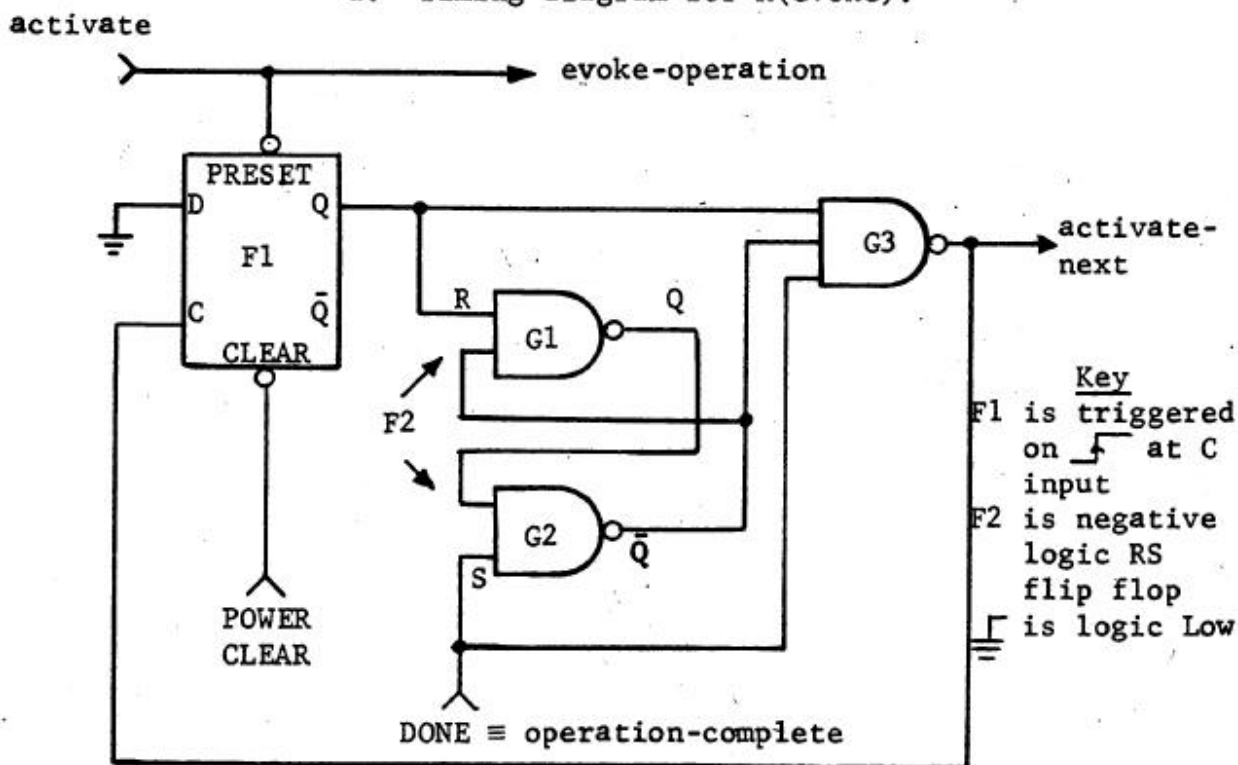 activate
evoke-operation
PRESET
D
Q
F1
C
Q̄
CLEAR
POWER
CLEAR
R
Q
G1
F2
G2
Q̄
S
G3
activate-
next
DONE ≡ operation-complete
Key
F1 is triggered
on at C
input
F2 is negative
logic RS
flip flop
is logic Low